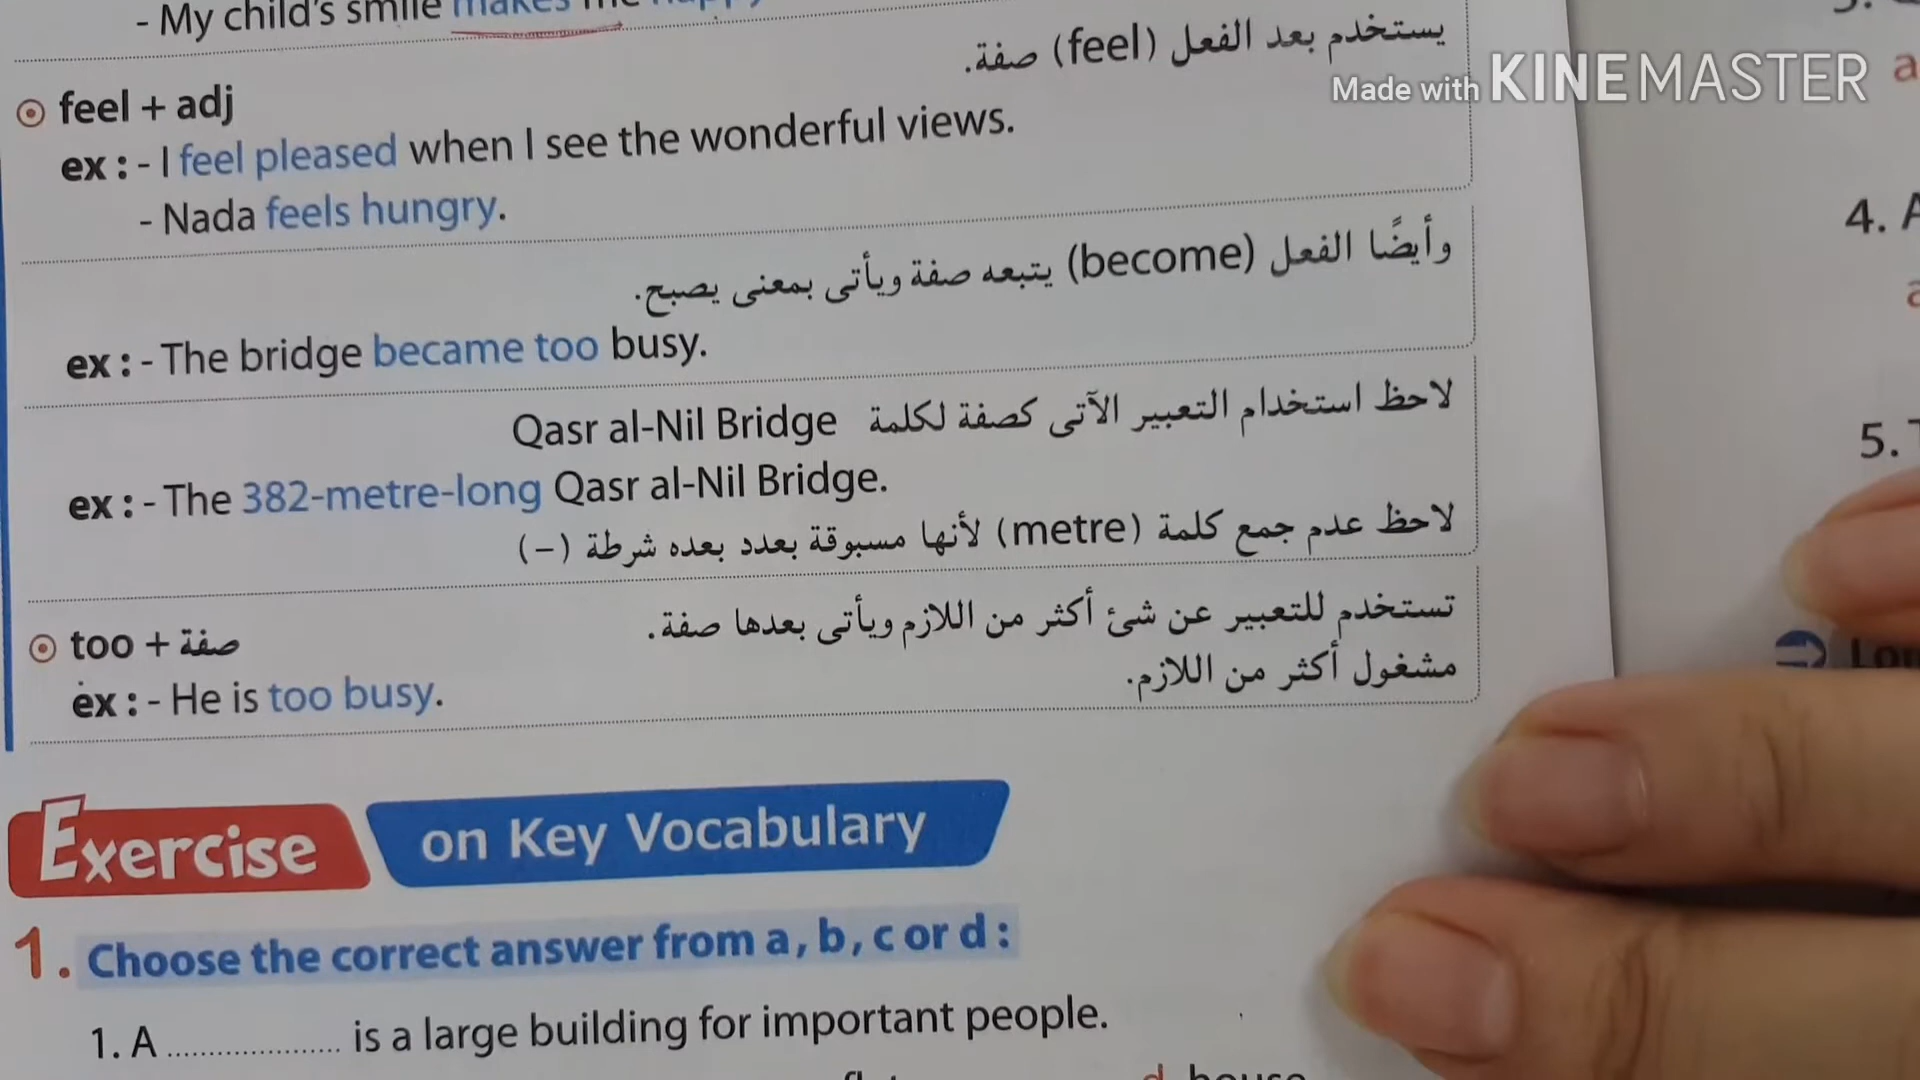 - My child's smile makes me happy
يستخدم بعد الفعل (feel) صفة.
Made with KINEMASTER
feel + adj
ex : - I feel pleased when I see the wonderful views.
- Nada feels hungry.
وأيضًا الفعل (become) يتبعه صفة ويأتى بمعنى يصبح.
ex : - The bridge became too busy.
لاحظ استخدام التعبير الآتى كصفة لكلمة Qasr al-Nil Bridge
ex : - The 382-metre-long Qasr al-Nil Bridge.
لاحظ عدم جمع كلمة (metre) لأنها مسبوقة بعدد بعده شرطة (–)
too + صفة
تستخدم للتعبير عن شئ أكثر من اللازم ويأتى بعدها صفة.
ex : - He is too busy.
مشغول أكثر من اللازم.
Exercise on Key Vocabulary
1. Choose the correct answer from a , b , c or d :
1. A .................... is a large building for important people.
d. house
a
4. A
a
5.